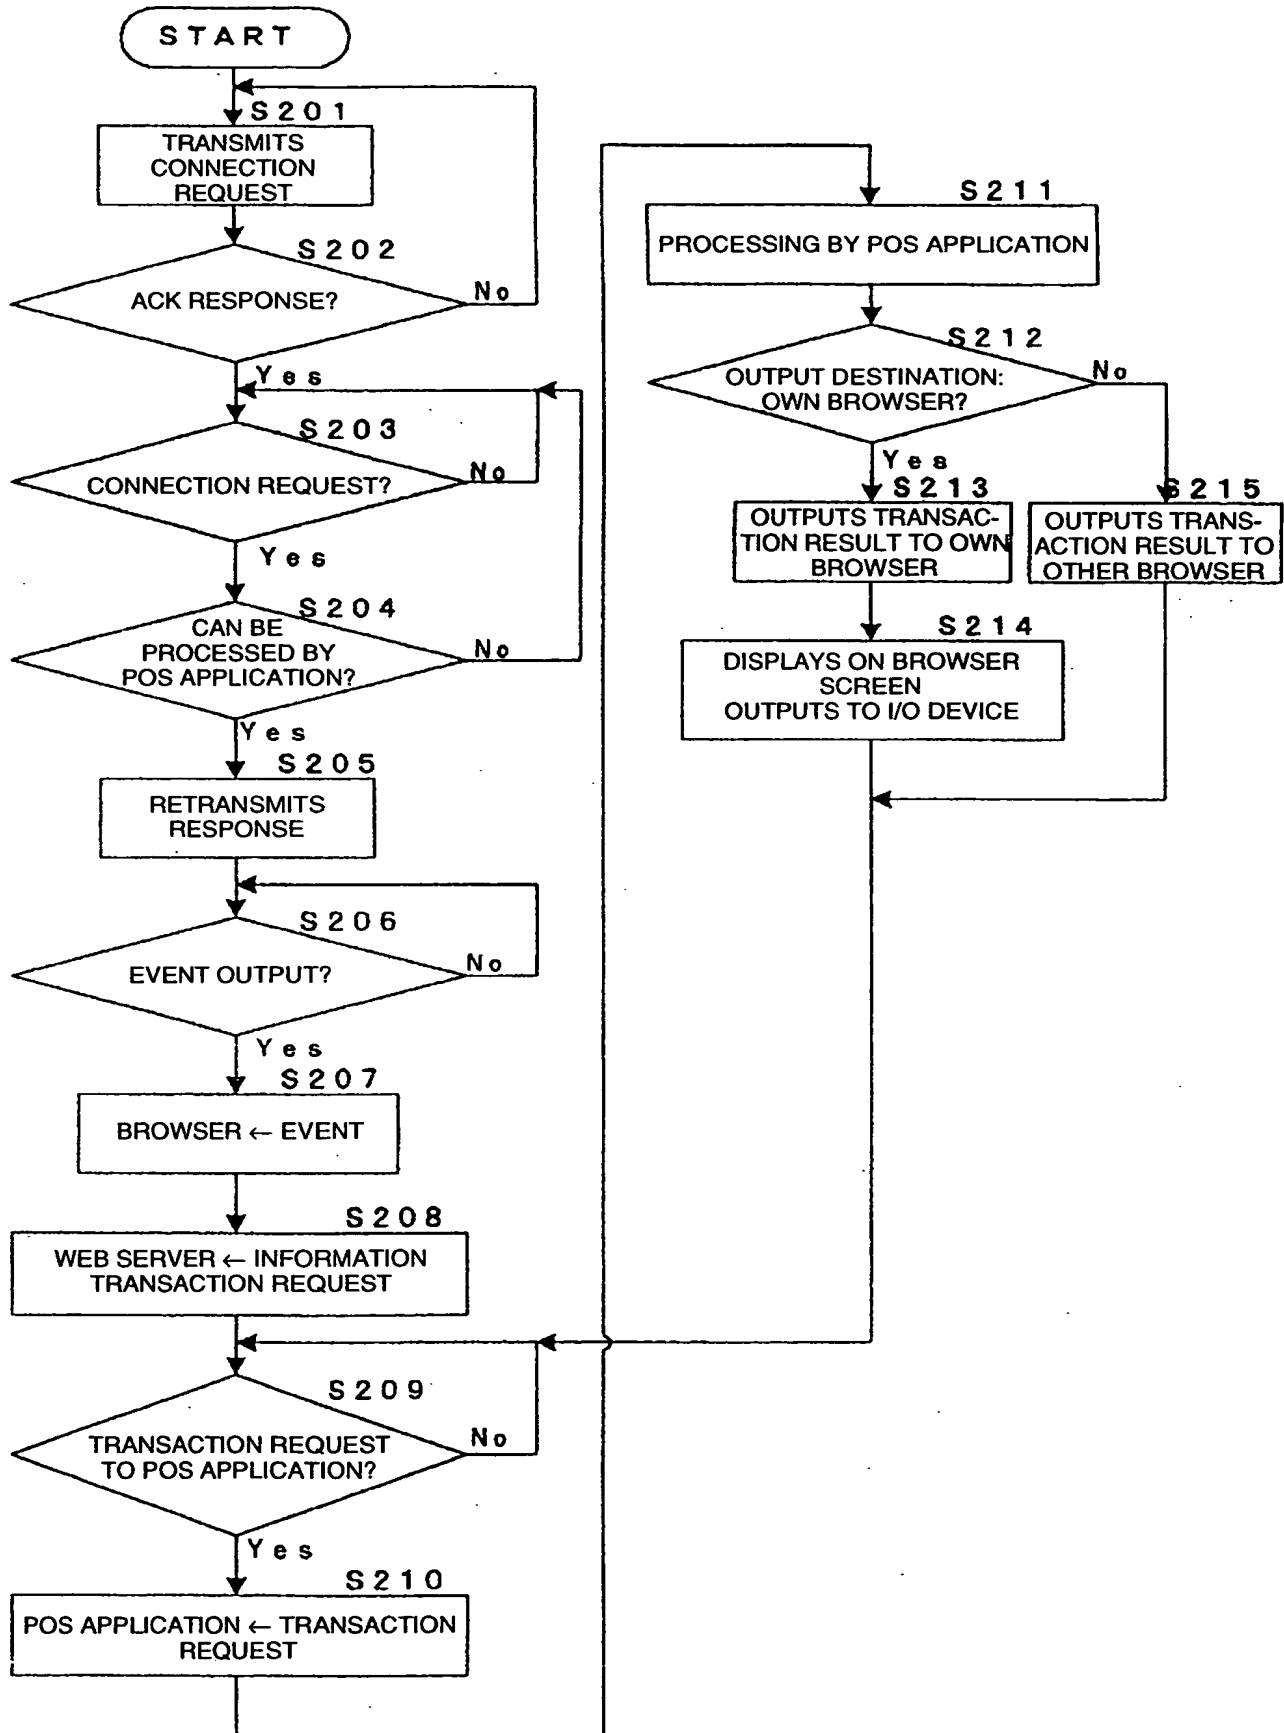 START
S201
TRANSMITS
CONNECTION
REQUEST
S202
ACK RESPONSE?
No
Yes
S203
CONNECTION REQUEST?
No
Yes
S204
CAN BE
PROCESSED BY
POS APPLICATION?
No
Yes
S205
RETRANSMITS
RESPONSE
S206
EVENT OUTPUT?
No
Yes
S207
BROWSER ← EVENT
S208
WEB SERVER ← INFORMATION
TRANSACTION REQUEST
S209
TRANSACTION REQUEST
TO POS APPLICATION?
No
Yes
S210
POS APPLICATION ← TRANSACTION
REQUEST
S211
PROCESSING BY POS APPLICATION
S212
OUTPUT DESTINATION:
OWN BROWSER?
No
Yes
S213
OUTPUTS TRANSAC-
TION RESULT TO OWN
BROWSER
S215
OUTPUTS TRANS-
ACTION RESULT TO
OTHER BROWSER
S214
DISPLAYS ON BROWSER
SCREEN
OUTPUTS TO I/O DEVICE